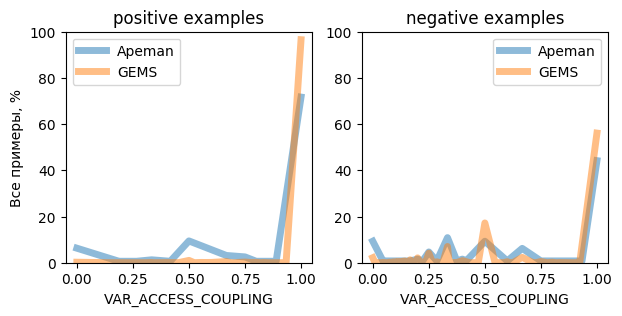 positive examples
negative examples
Все примеры, %
100
80
60
40
20
0
Apeman
GEMS
0.00 0.25 0.50 0.75 1.00
VAR_ACCESS_COUPLING
100
80
60
40
20
0
Apeman
GEMS
0.00 0.25 0.50 0.75 1.00
VAR_ACCESS_COUPLING